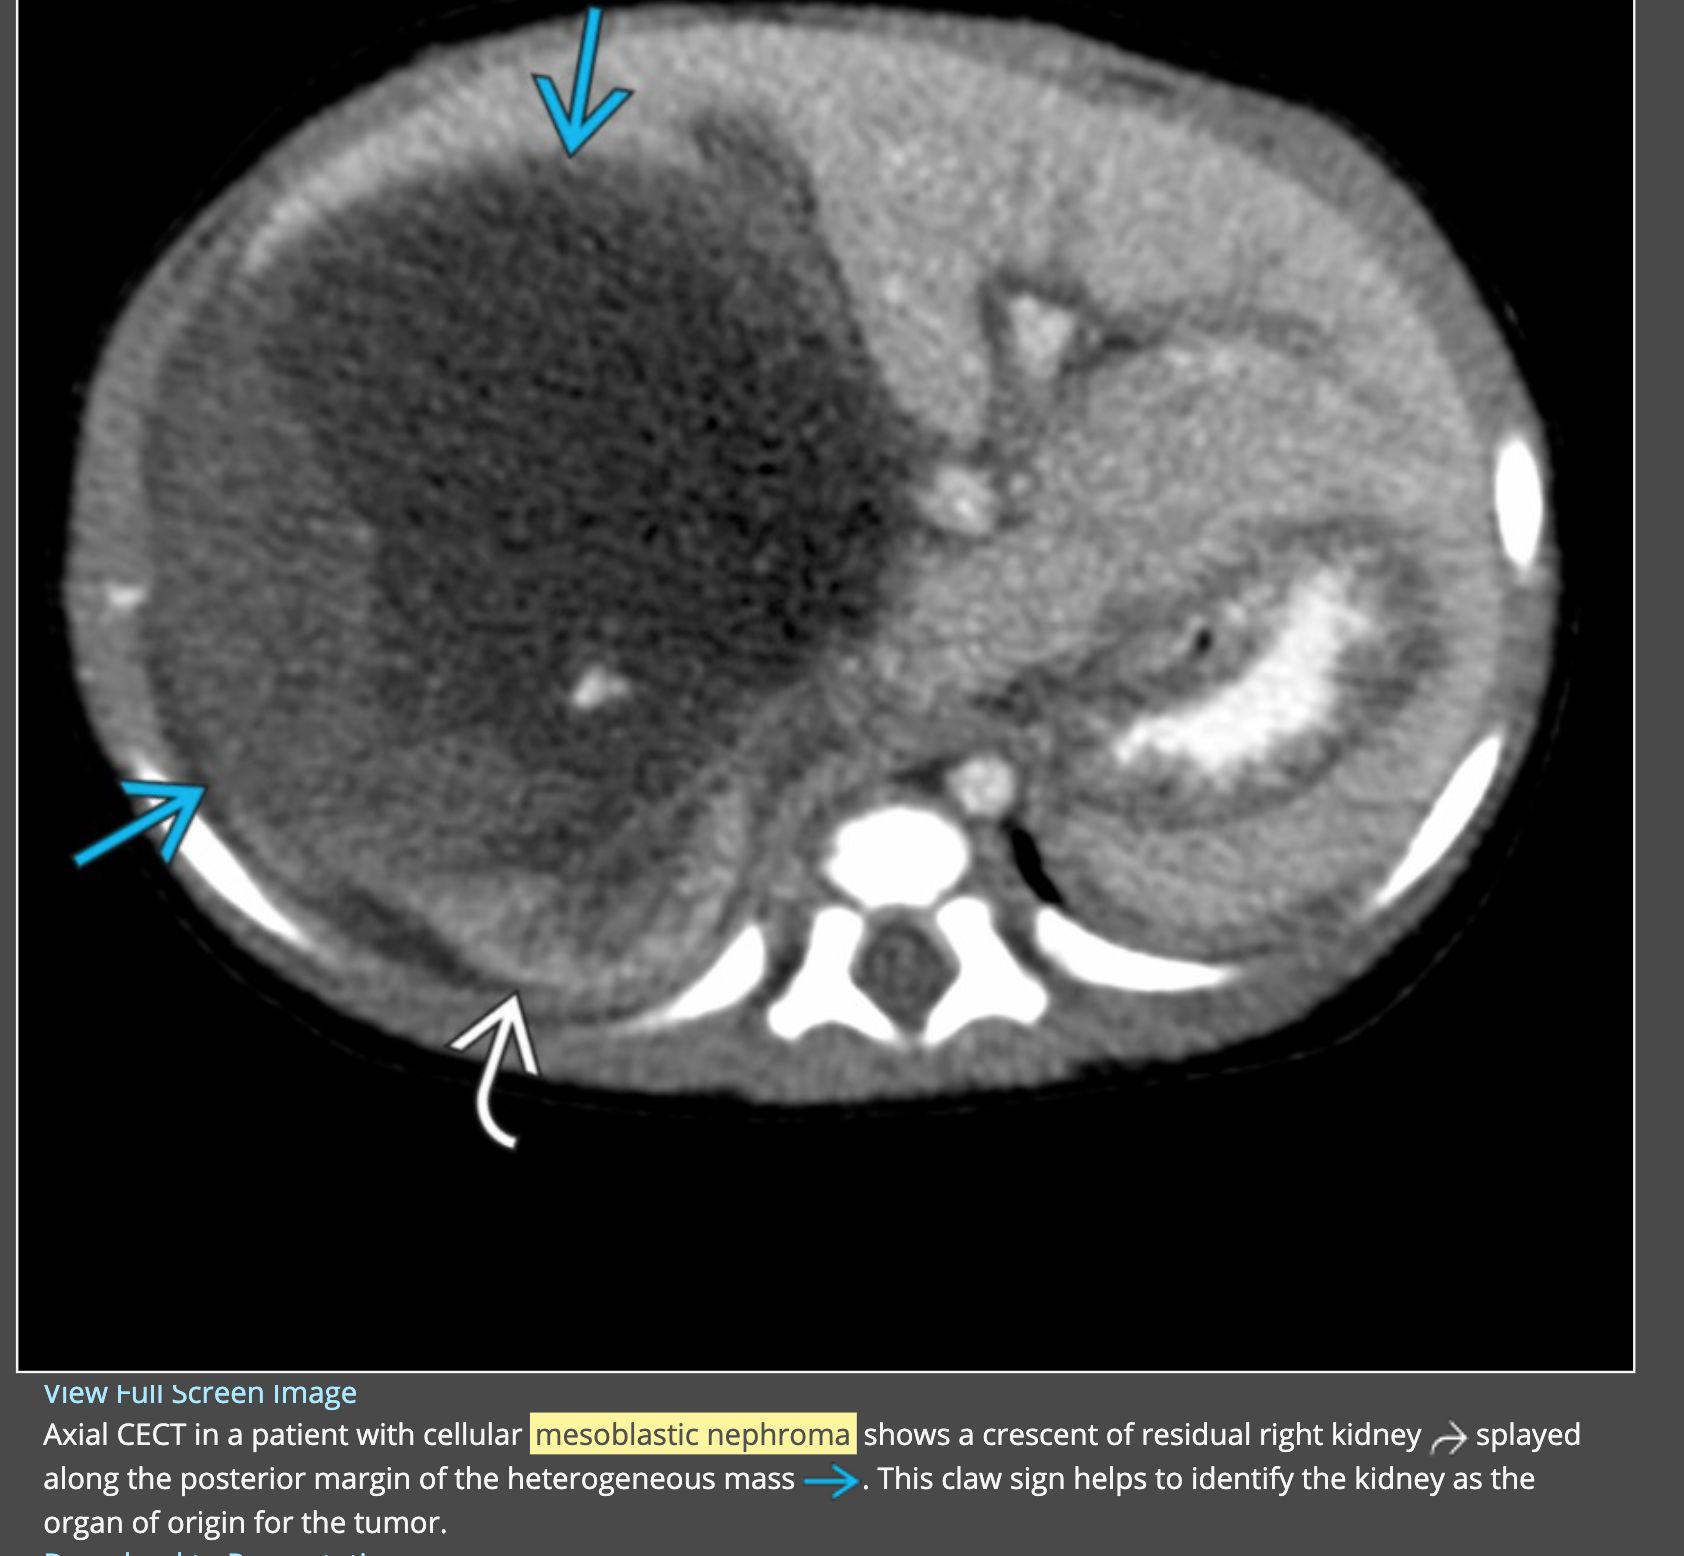 View Full Screen Image
Axial CECT in a patient with cellular mesoblastic nephroma shows a crescent of residual right kidney splayed
along the posterior margin of the heterogeneous mass . This claw sign helps to identify the kidney as the
organ of origin for the tumor.